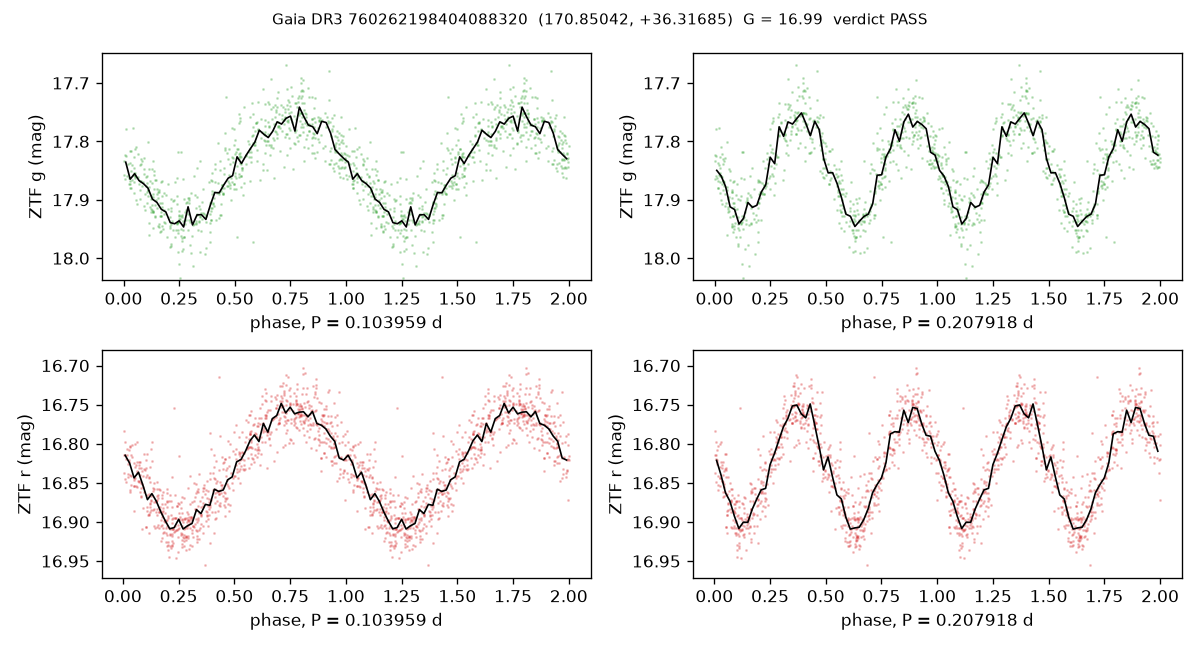 Gaia DR3 760262198404088320 (170.85042, +36.31685) G = 16.99 verdict PASS
ZTF g (mag)
17.7
17.8
17.9
18.0
0.00 0.25 0.50 0.75 1.00 1.25 1.50 1.75 2.00
phase, P = 0.103959 d
ZTF g (mag)
17.7
17.8
17.9
18.0
0.00 0.25 0.50 0.75 1.00 1.25 1.50 1.75 2.00
phase, P = 0.207918 d
ZTF r (mag)
16.70
16.75
16.80
16.85
16.90
16.95
0.00 0.25 0.50 0.75 1.00 1.25 1.50 1.75 2.00
phase, P = 0.103959 d
ZTF r (mag)
16.70
16.75
16.80
16.85
16.90
16.95
0.00 0.25 0.50 0.75 1.00 1.25 1.50 1.75 2.00
phase, P = 0.207918 d